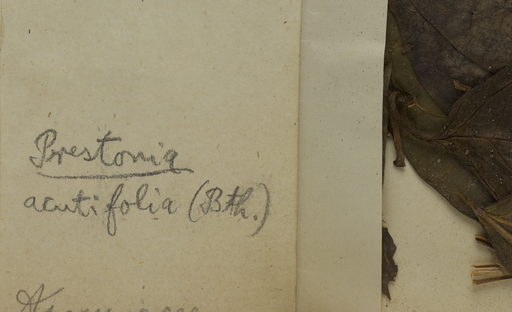 Prestonia
acutifolia (Bth.)